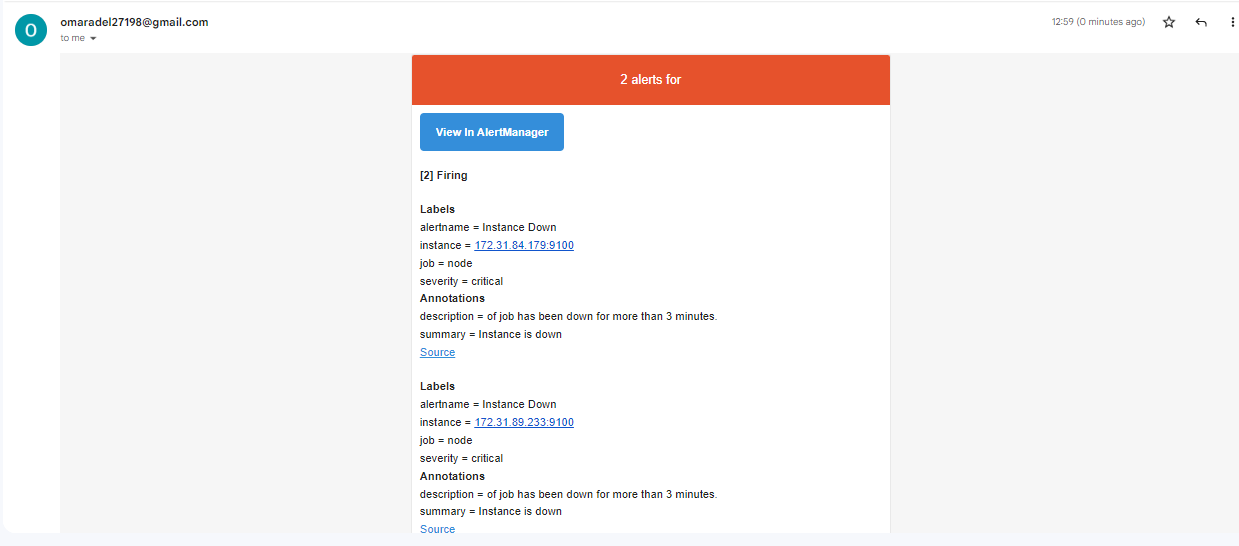 O
omaradel27198@gmail.com
12:59 (0 minutes ago)
to me
2 alerts for
View In AlertManager
[2] Firing
Labels
alertname = Instance Down
instance = 172.31.84.179:9100
job = node
severity = critical
Annotations
description = of job has been down for more than 3 minutes.
summary = Instance is down
Source
Labels
alertname = Instance Down
instance = 172.31.89.233:9100
job = node
severity = critical
Annotations
description = of job has been down for more than 3 minutes.
summary = Instance is down
Source